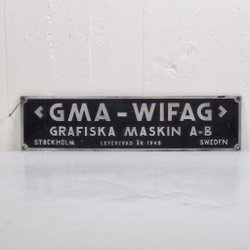 <GMA-WIFAG>
GRAFISKA MASKIN A-B
STOCKHOLM LEVERERAD ÅR 1948 SWEDEN